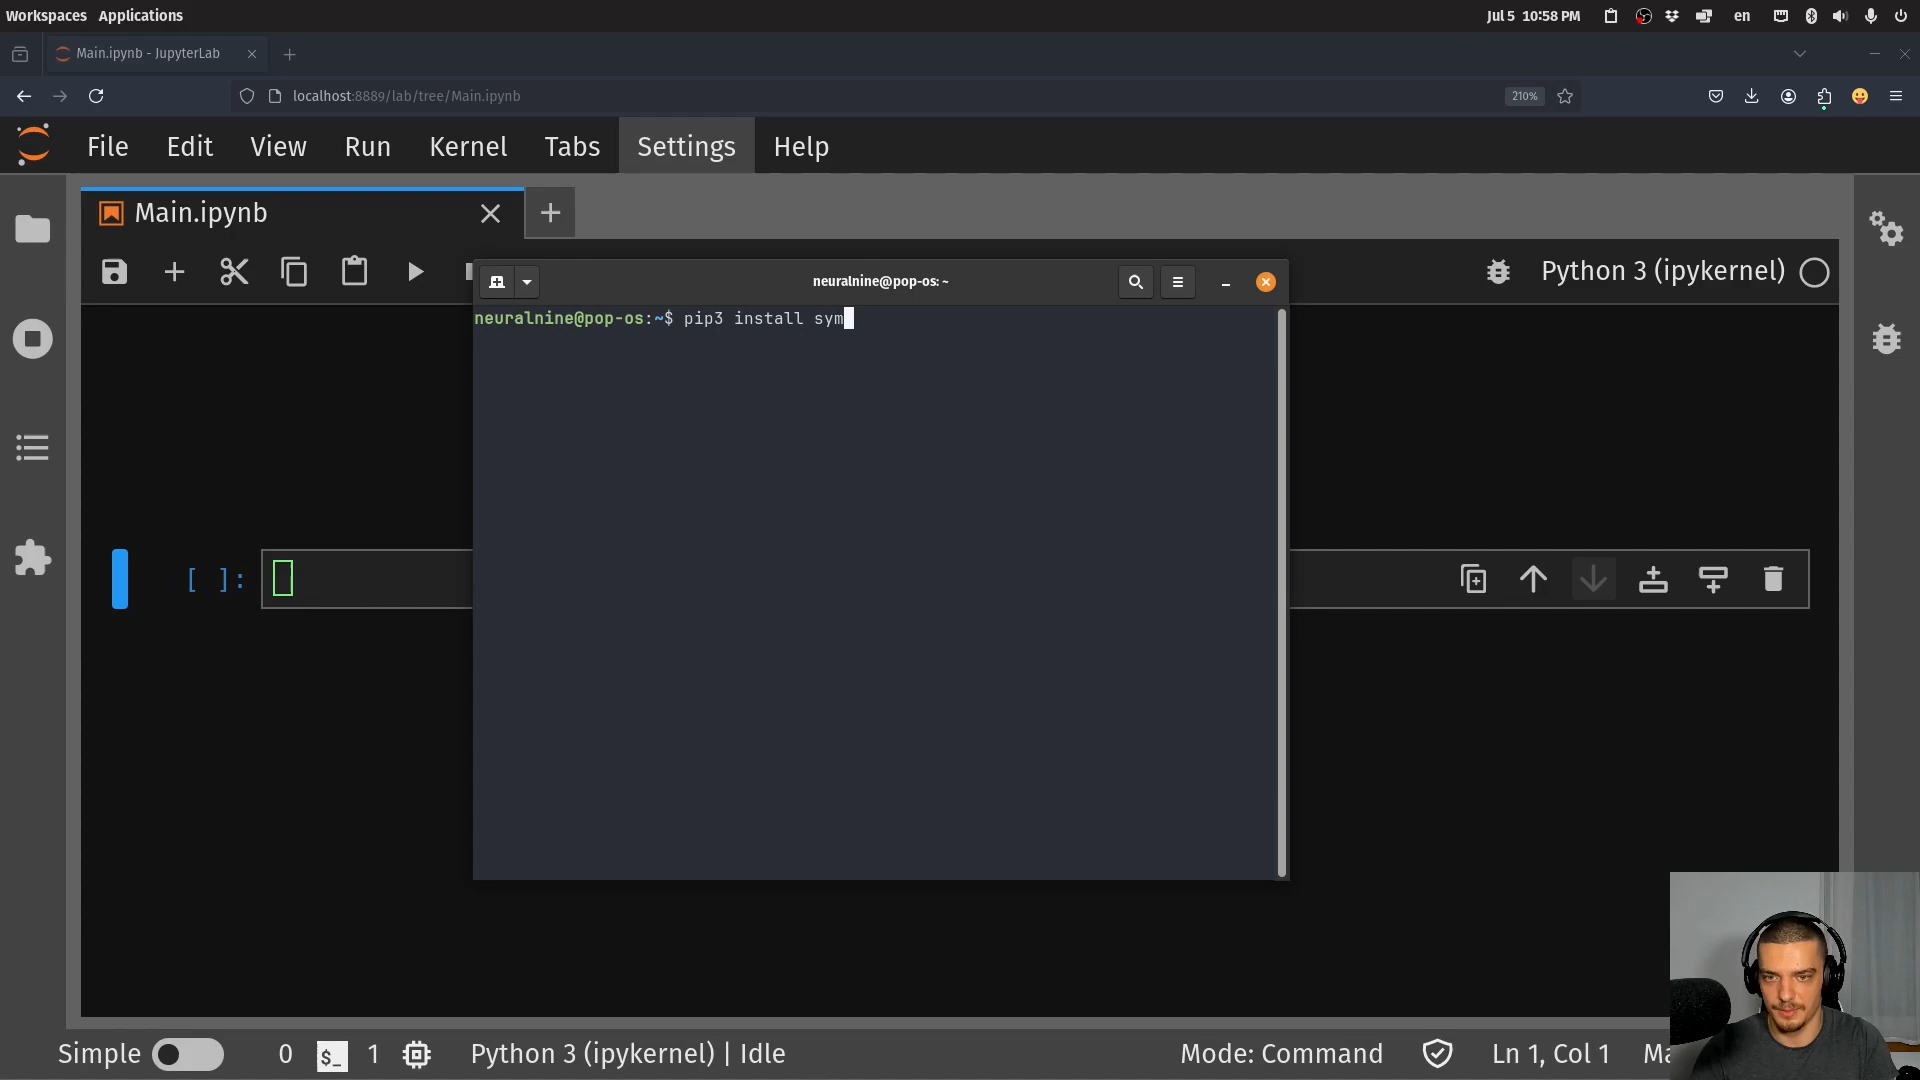 Workspaces Applications Jul 5 10:58 PM en
Main.ipynb - JupyterLab
localhost:8889/lab/tree/Main.ipynb 210%
File Edit View Run Kernel Tabs Settings Help
Main.ipynb
Python 3 (ipykernel)
neuralnine@pop-os: ~
neuralnine@pop-os:~$ pip3 install sym
[ ]:
Simple 0 $_ 1 Python 3 (ipykernel) | Idle Mode: Command Ln 1, Col 1 Ma